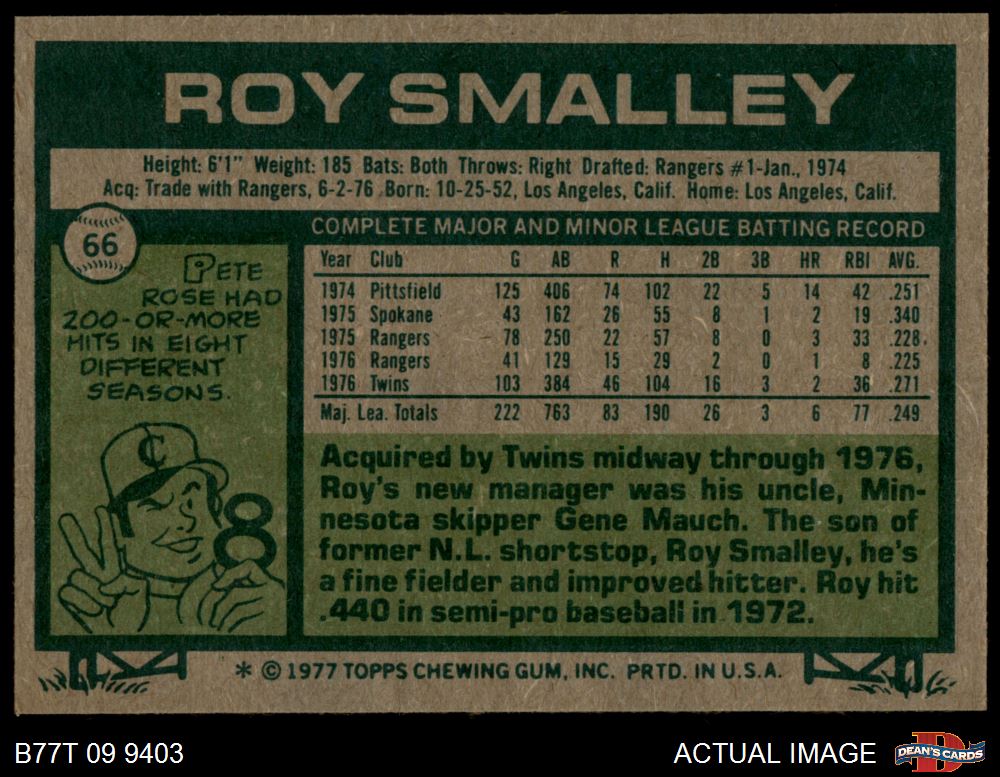 ROY SMALLEY
Height: 6'1" Weight: 185 Bats: Both Throws: Right Drafted: Rangers #1-Jan., 1974
Acq: Trade with Rangers, 6-2-76 Born: 10-25-52, Los Angeles, Calif. Home: Los Angeles, Calif.
66
PETE
ROSE HAD
200-OR-MORE
HITS IN EIGHT
DIFFERENT
SEASONS.
C
8
COMPLETE MAJOR AND MINOR LEAGUE BATTING RECORD
Year Club G AB R H 2B 3B HR RBI AVG.
1974 Pittsfield 125 406 74 102 22 5 14 42 .251
1975 Spokane 43 162 26 55 8 1 2 19 .340
1975 Rangers 78 250 22 57 8 0 3 33 .228
1976 Rangers 41 129 15 29 2 0 1 8 .225
1976 Twins 103 384 46 104 16 3 2 36 .271
Maj. Lea. Totals 222 763 83 190 26 3 6 77 .249
Acquired by Twins midway through 1976,
Roy's new manager was his uncle, Min-
nesota skipper Gene Mauch. The son of
former N.L. shortstop, Roy Smalley, he's
a fine fielder and improved hitter. Roy hit
.440 in semi-pro baseball in 1972.
* © 1977 TOPPS CHEWING GUM, INC. PRTD. IN U.S.A.
B77T 09 9403
ACTUAL IMAGE
B
DEAN'S CARDS